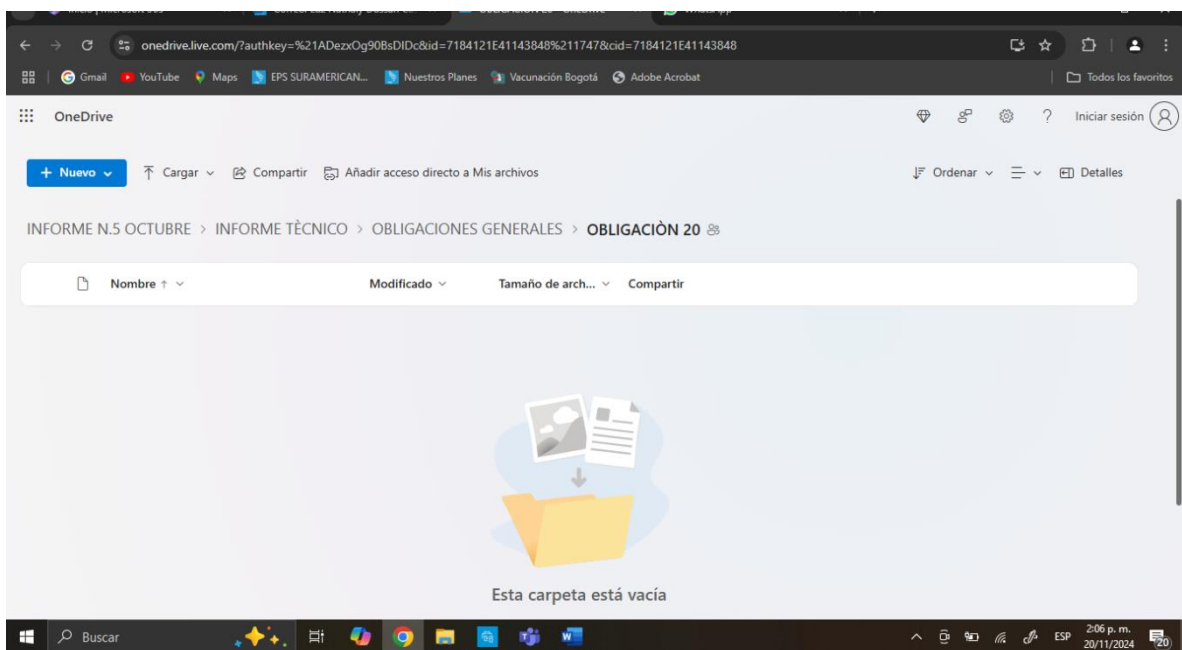 onedrive.live.com/?authkey=%21ADezxOg90BsDIDc&id=7184121E41143848%211747&cid=7184121E41143848
Gmail YouTube Maps EPS SURAMERICAN... Nuestros Planes Vacunación Bogotá Adobe Acrobat Todos los favoritos
OneDrive Iniciar sesión
+ Nuevo Cargar Compartir Añadir acceso directo a Mis archivos Ordenar Detalles
INFORME N.5 OCTUBRE > INFORME TÈCNICO > OBLIGACIONES GENERALES > OBLIGACIÒN 20
Nombre ↑ Modificado Tamaño de arch... Compartir
Esta carpeta está vacía
Buscar ESP 2:06 p. m.
20/11/2024 20